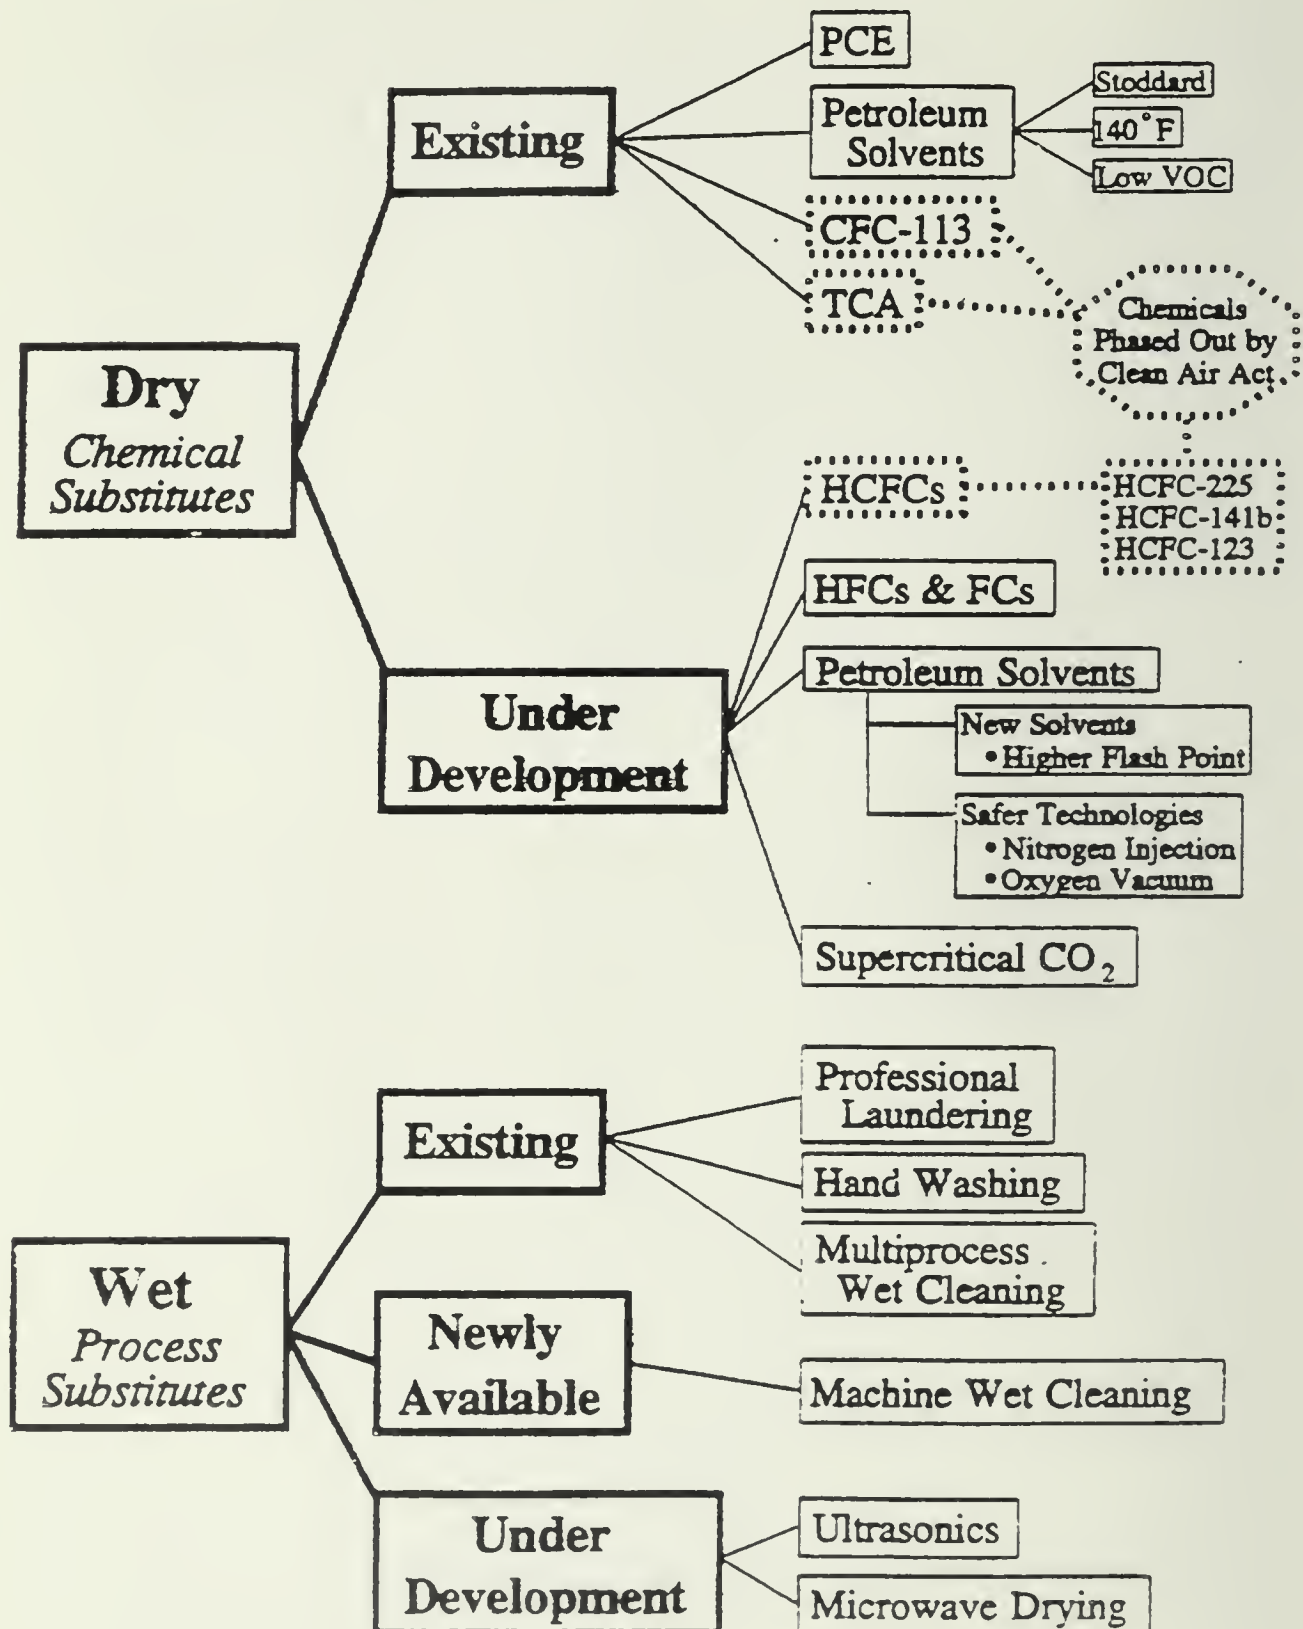 PCE
Existing
Petroleum
Solvents
Stoddard
140°F
Low VOC
CFC-113
TCA
Chemicals
Phased Out by
Clean Air Act
Dry
Chemical
Substitutes
HCFCs
HCFC-225
HCFC-141b
HCFC-123
HFCs & FCs
Under
Development
Petroleum Solvents
New Solvents
• Higher Flash Point
Safer Technologies
• Nitrogen Injection
• Oxygen Vacuum
Supercritical CO₂
Existing
Professional
Laundering
Hand Washing
Multiprocess
Wet Cleaning
Wet
Process
Substitutes
Newly
Available
Machine Wet Cleaning
Under
Development
Ultrasonics
Microwave Drying